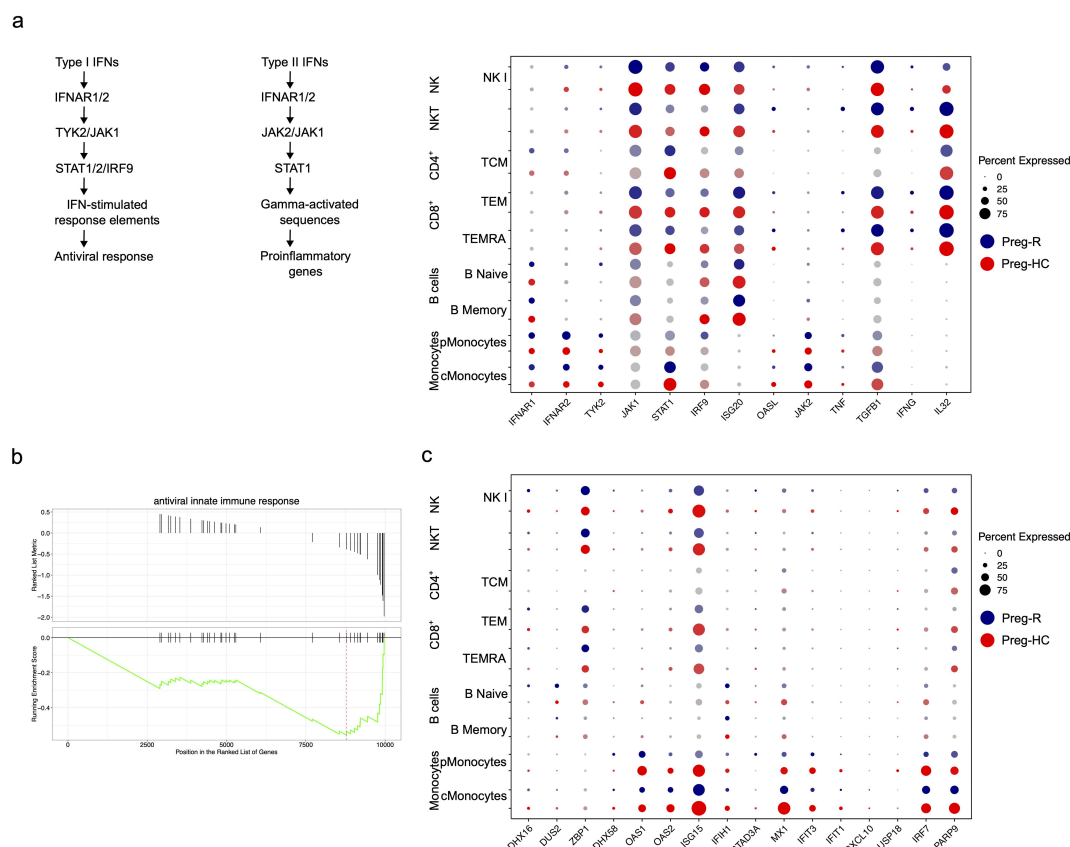 a
Type I IFNs
IFNAR1/2
TYK2/JAK1
STAT1/2/IRF9
IFN-stimulated
response elements
Antiviral response
Type II IFNs
IFNAR1/2
JAK2/JAK1
STAT1
Gamma-activated
sequences
Proinflammatory
genes
NK
NKT
CD4+
CD8+
B cells
Monocytes
NK I
TCM
TEM
TEMRA
B Naive
B Memory
pMonocytes
cMonocytes
IFNAR1
IFNAR2
TYK2
JAK1
STAT1
IRF9
ISG20
OASL
JAK2
TNF
TGFB1
IFNG
IL32
Percent Expressed
0
25
50
75
Preg-R
Preg-HC
b
antiviral innate immune response
Ranked List Metric
0.5
0.0
−0.5
−1.0
−1.5
−2.0
Running Enrichment Score
0.0
−0.2
−0.4
0
2500
5000
7500
10000
Position in the Ranked List of Genes
c
NK
NKT
CD4+
CD8+
B cells
Monocytes
NK I
TCM
TEM
TEMRA
B Naive
B Memory
pMonocytes
cMonocytes
DHX16
DUS2
ZBP1
DHX58
OAS1
OAS2
ISG15
IFIH1
STAD3A
MX1
IFIT3
IFIT1
CXCL10
USP18
IRF7
PARP9
Percent Expressed
0
25
50
75
Preg-R
Preg-HC